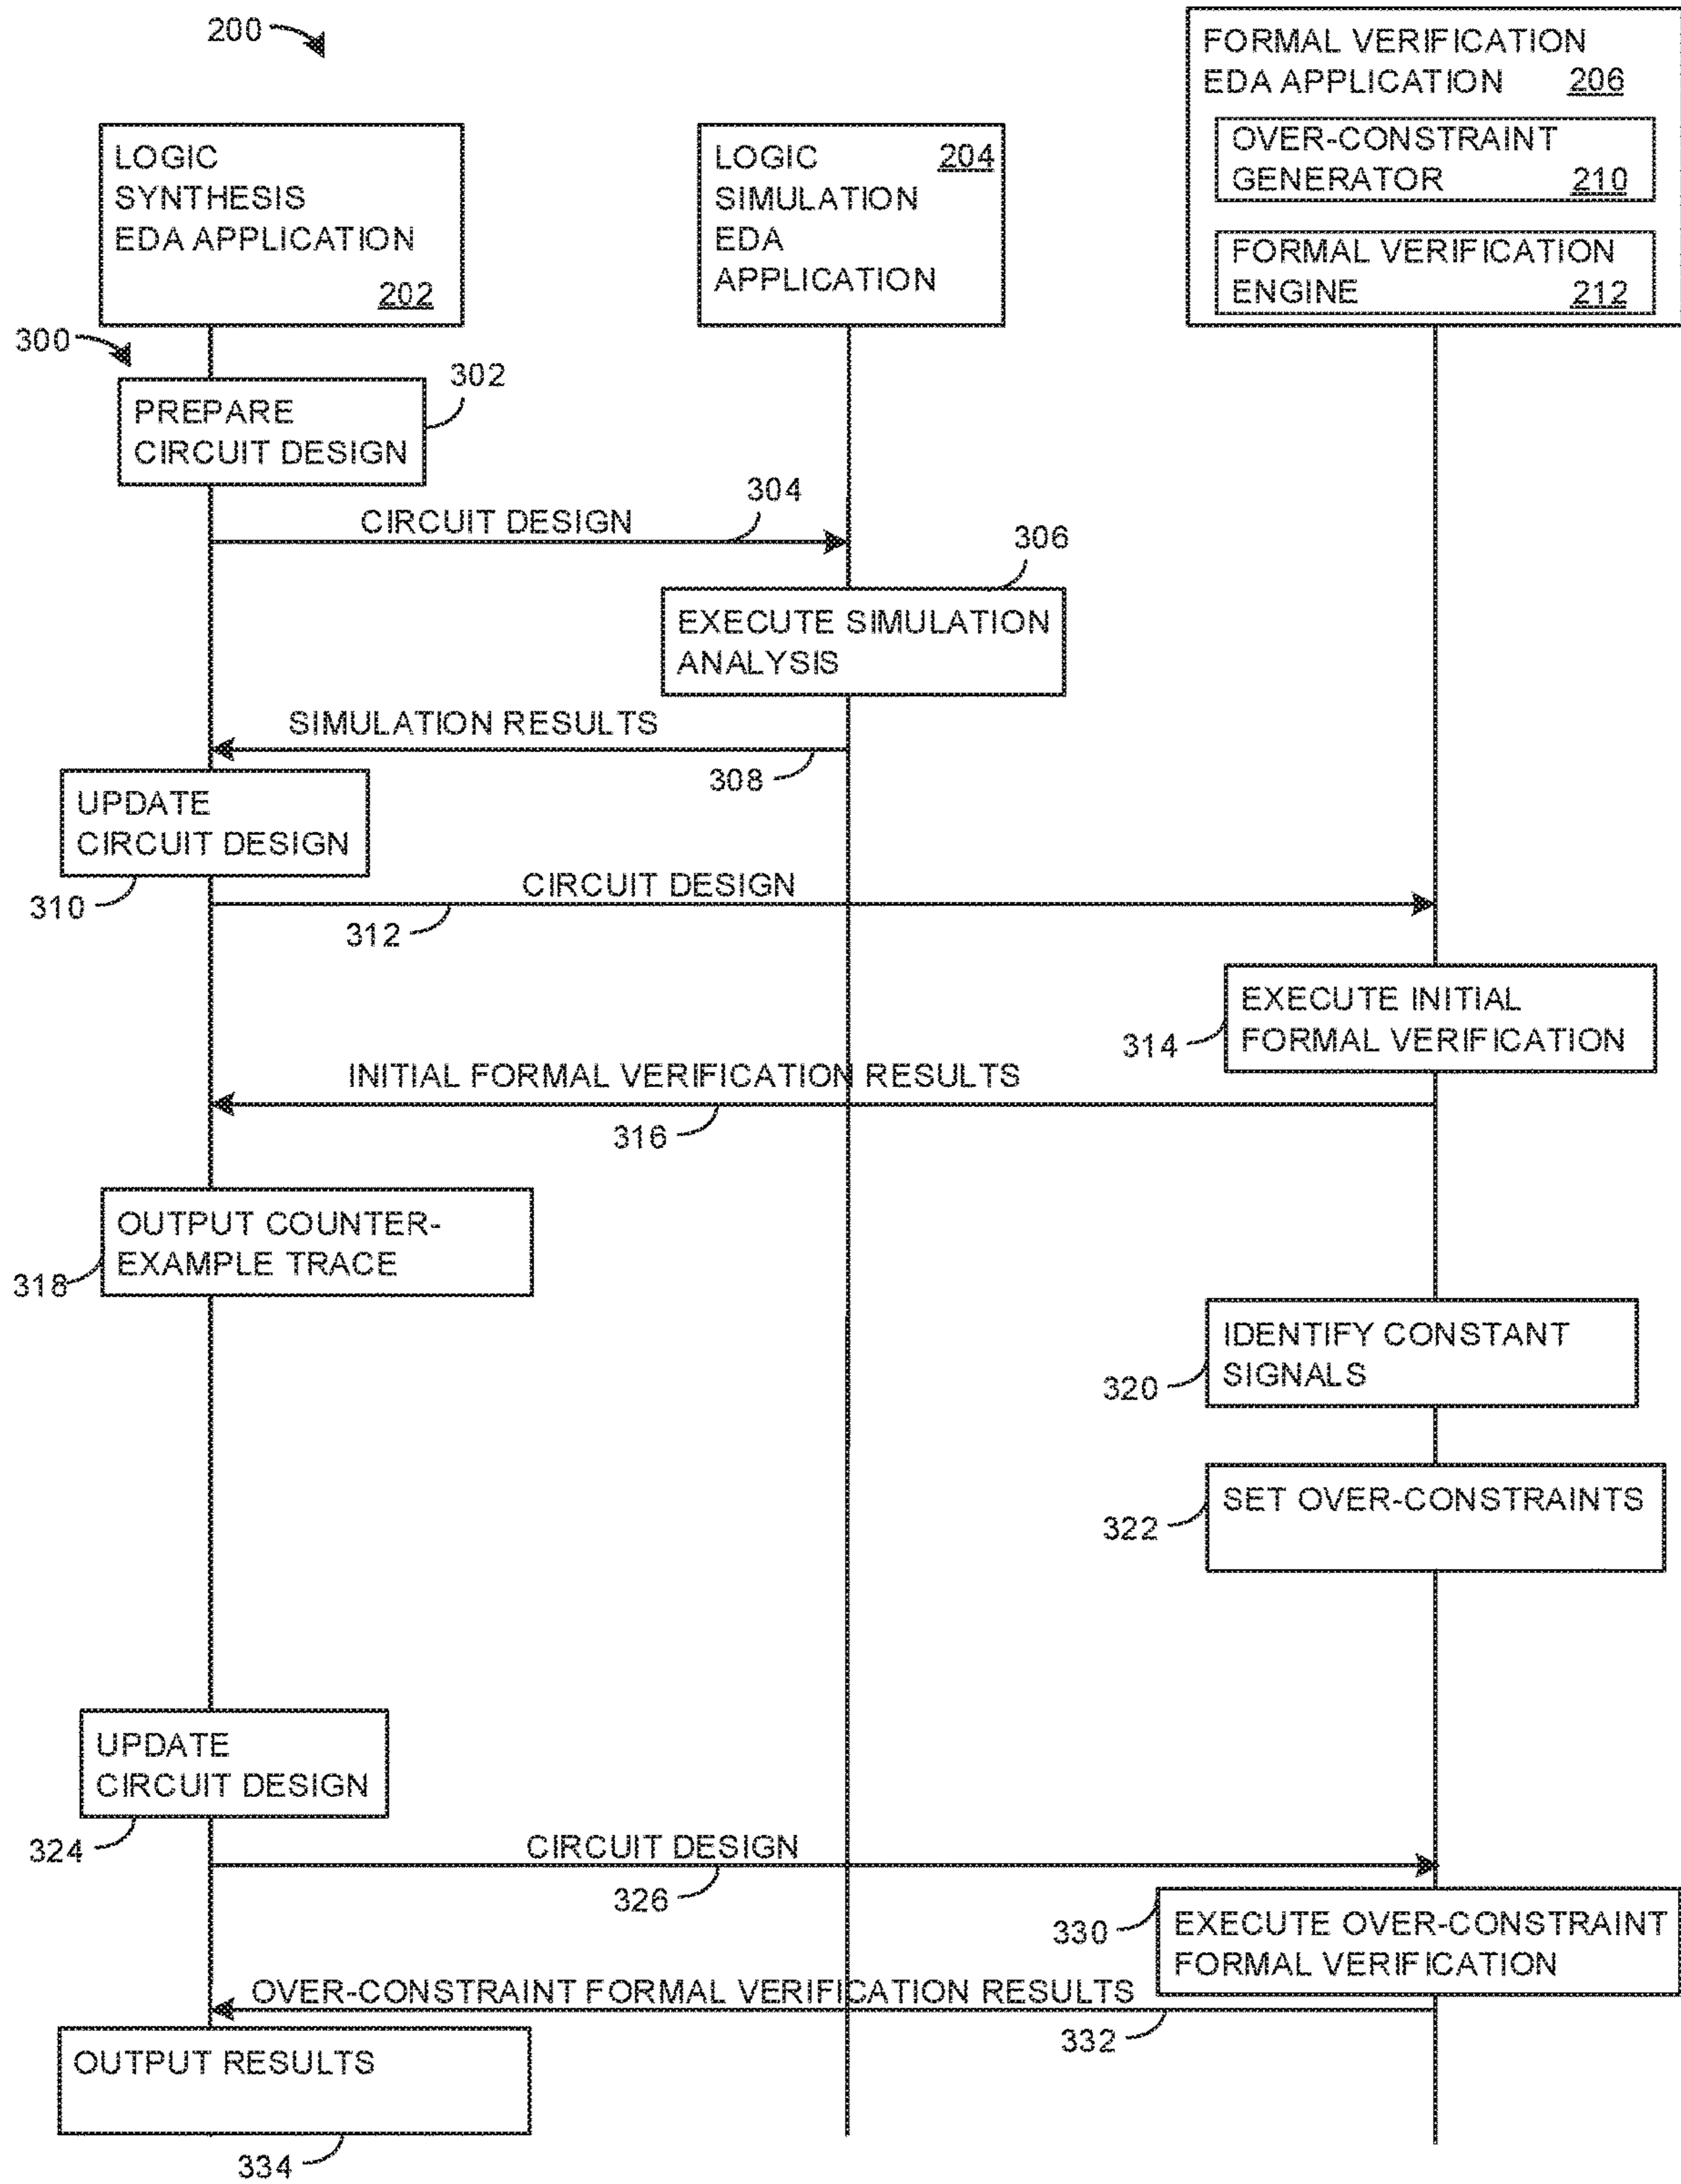 200
FORMAL VERIFICATION
EDA APPLICATION 206
OVER-CONSTRAINT
GENERATOR 210
FORMAL VERIFICATION
ENGINE 212
LOGIC
SYNTHESIS
EDA APPLICATION
202
LOGIC 204
SIMULATION
EDA
APPLICATION
300
302
PREPARE
CIRCUIT DESIGN
304
CIRCUIT DESIGN
306
EXECUTE SIMULATION
ANALYSIS
SIMULATION RESULTS
308
UPDATE
CIRCUIT DESIGN
310
CIRCUIT DESIGN
312
EXECUTE INITIAL
FORMAL VERIFICATION
314
INITIAL FORMAL VERIFICATION RESULTS
316
OUTPUT COUNTER-
EXAMPLE TRACE
318
IDENTIFY CONSTANT
SIGNALS
320
SET OVER-CONSTRAINTS
322
UPDATE
CIRCUIT DESIGN
324
CIRCUIT DESIGN
326
330
EXECUTE OVER-CONSTRAINT
FORMAL VERIFICATION
OVER-CONSTRAINT FORMAL VERIFICATION RESULTS
332
OUTPUT RESULTS
334